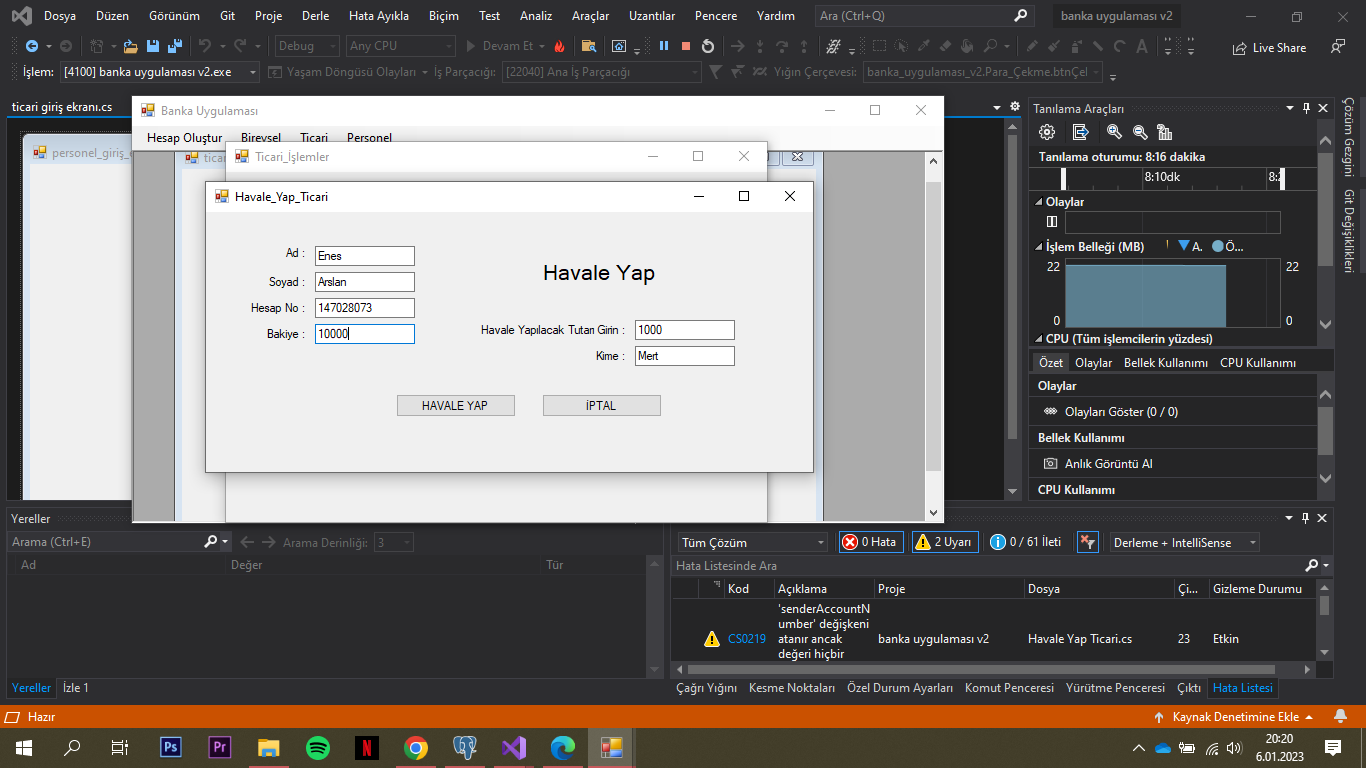 Dosya Düzen Görünüm Git Proje Derle Hata Ayıkla Biçim Test Analiz Araçlar Uzantılar Pencere Yardım Ara (Ctrl+Q) banka uygulaması v2
Debug Any CPU Devam Et Live Share
İşlem: [4100] banka uygulaması v2.exe Yaşam Döngüsü Olayları İş Parçacığı: [22040] Ana İş Parçacığı Yığın Çerçevesi: banka_uygulaması_v2.Para_Çekme.btnÇel
ticari giriş ekranı.cs
Banka Uygulaması
Hesap Oluştur Bireysel Ticari Personel
personel_giriş_
ticar
Ticari_İşlemler
Havale_Yap_Ticari
Ad : Enes
Soyad : Arslan
Hesap No : 147028073
Bakiye : 10000
Havale Yap
Havale Yapılacak Tutarı Girin : 1000
Kime : Mert
HAVALE YAP İPTAL
Tanılama Araçları
Tanılama oturumu: 8:16 dakika
8:10dk 8:2
Olaylar
İşlem Belleği (MB) A. Ö...
22 22
0 0
CPU (Tüm işlemcilerin yüzdesi)
Özet Olaylar Bellek Kullanımı CPU Kullanımı
Olaylar
Olayları Göster (0 / 0)
Bellek Kullanımı
Anlık Görüntü Al
CPU Kullanımı
Çözüm Gezgini
Git Değişiklikleri
Yereller
Arama (Ctrl+E) Arama Derinliği: 3
Ad Değer Tür
Yereller İzle 1
Tüm Çözüm 0 Hata 2 Uyarı 0 / 61 İleti Derleme + IntelliSense
Hata Listesinde Ara
Kod Açıklama Proje Dosya Çi... Gizleme Durumu
'senderAccountN
umber' değişkeni
CS0219 atanır ancak banka uygulaması v2 Havale Yap Ticari.cs 23 Etkin
değeri hiçbir
Çağrı Yığını Kesme Noktaları Özel Durum Ayarları Komut Penceresi Yürütme Penceresi Çıktı Hata Listesi
Hazır Kaynak Denetimine Ekle
Ps Pr N
20:20
6.01.2023